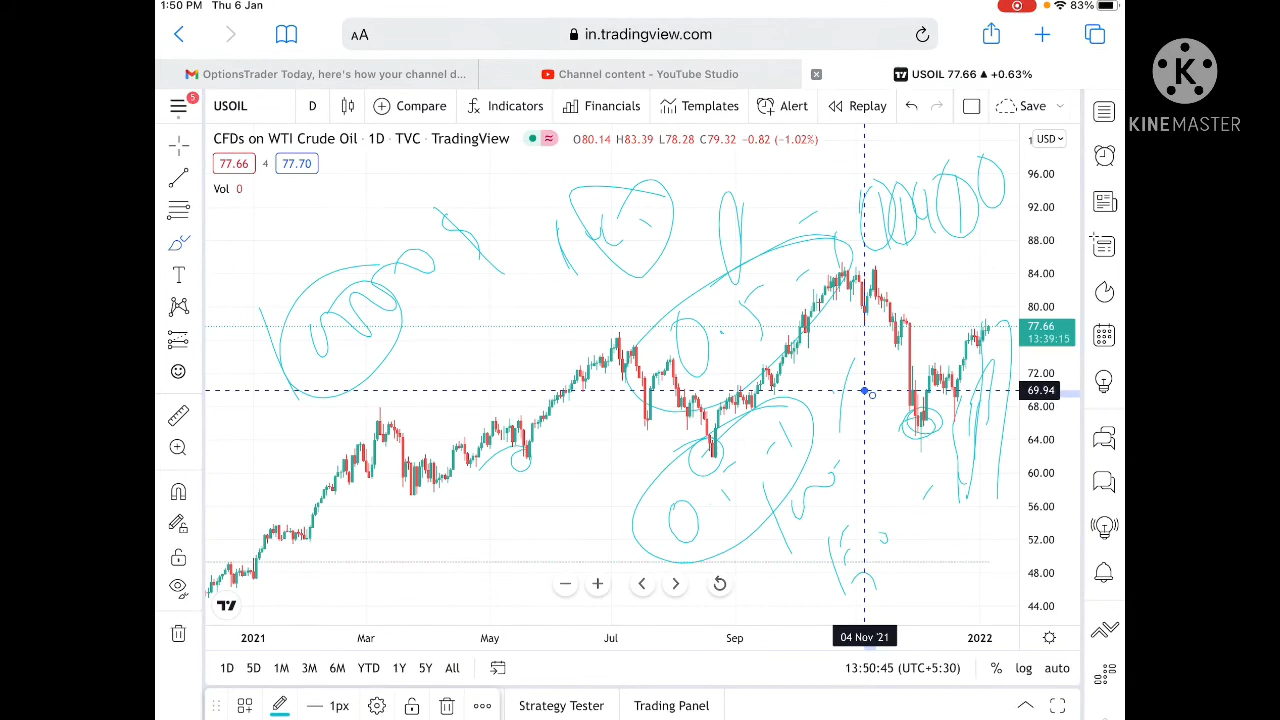 1:50 PM Thu 6 Jan 83%
AA in.tradingview.com
OptionsTrader Today, here's how your channel d... Channel content - YouTube Studio USOIL 77.66 ▲ +0.63%
K
KINEMASTER
5
USOIL D Compare Indicators Financials Templates Alert Replay Save
CFDs on WTI Crude Oil · 1D · TVC · TradingView O80.14 H83.39 L78.28 C79.32 −0.82 (−1.02%) USD
77.66 4 77.70
Vol 0
96.00
92.00
88.00
84.00
80.00
77.66
13:39:15
72.00
69.94
68.00
64.00
60.00
56.00
52.00
48.00
44.00
2021 Mar May Jul Sep 04 Nov '21 2022
1D 5D 1M 3M 6M YTD 1Y 5Y All 13:50:45 (UTC+5:30) % log auto
1px Strategy Tester Trading Panel